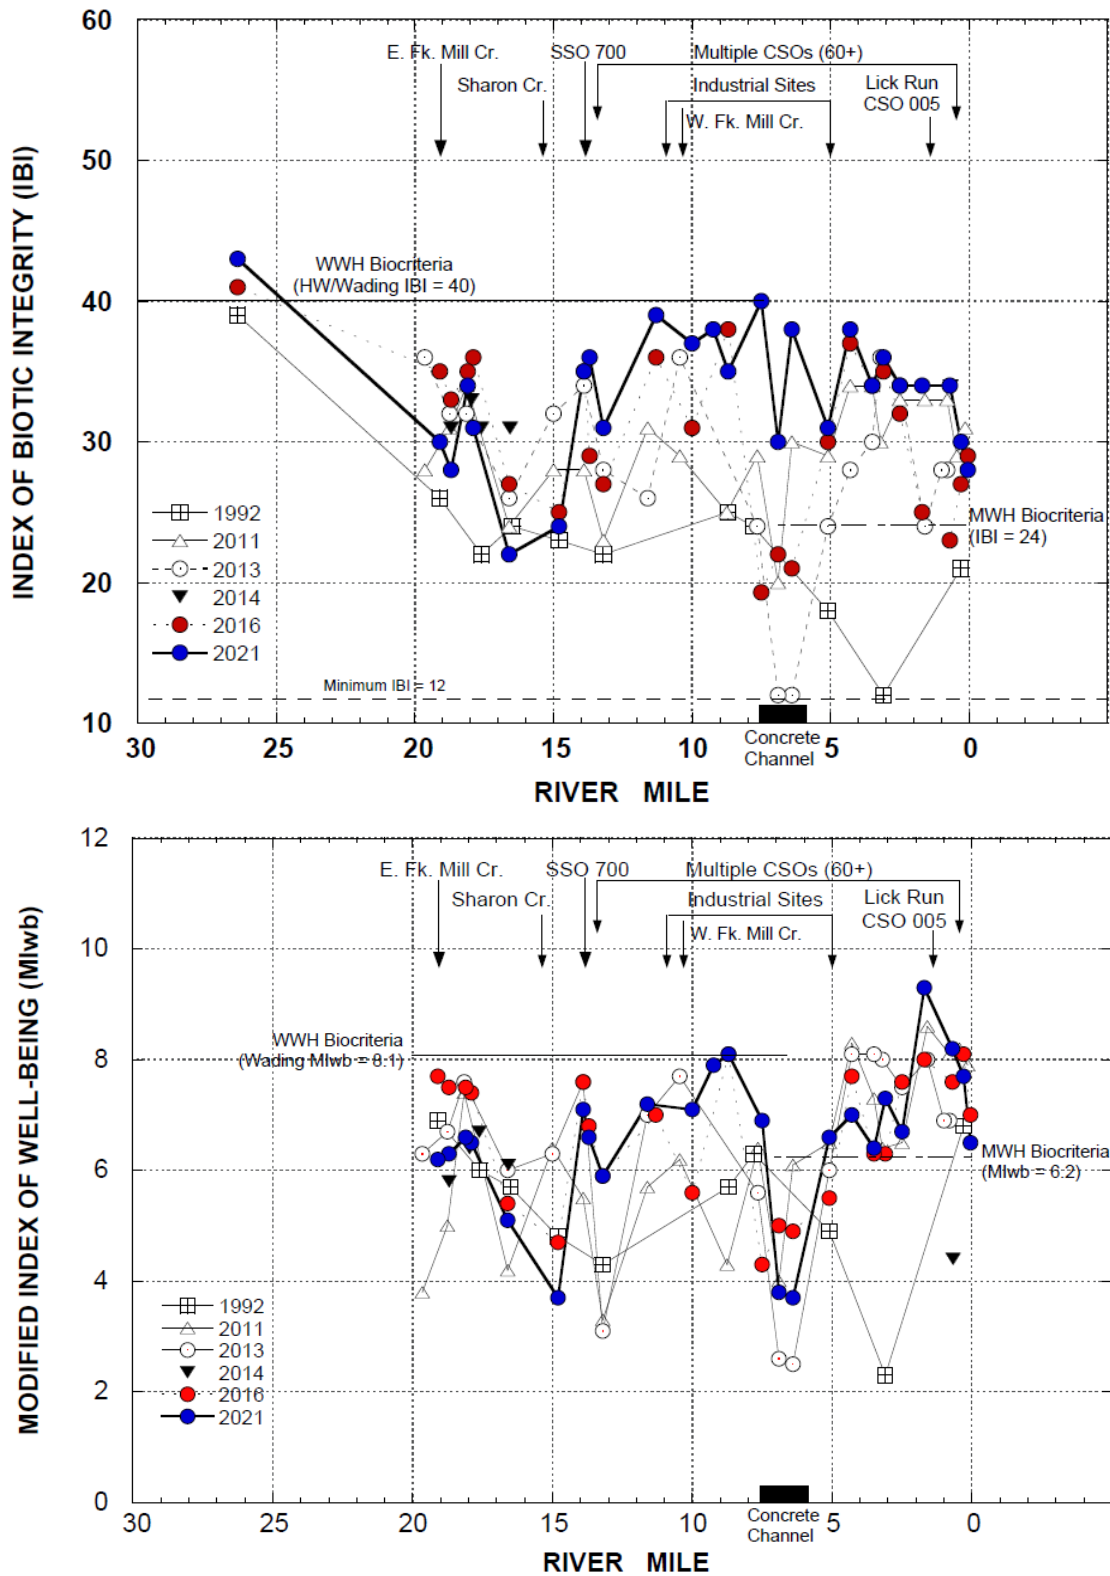 60
E. Fk. Mill Cr.
SSO 700
Multiple CSOs (60+)
Sharon Cr.
Industrial Sites
Lick Run
CSO 005
W. Fk. Mill Cr.
50
WWH Biocriteria
(HW/Wading IBI = 40)
40
30
1992
2011
2013
2014
2016
2021
MWH Biocriteria
(IBI = 24)
20
Minimum IBI = 12
10
INDEX OF BIOTIC INTEGRITY (IBI)
Concrete
Channel
30
25
20
15
10
5
0
RIVER MILE
12
E. Fk. Mill Cr.
SSO 700
Multiple CSOs (60+)
Sharon Cr.
Industrial Sites
Lick Run
CSO 005
W. Fk. Mill Cr.
10
WWH Biocriteria
(Wading MIwb = 8.1)
8
6
MWH Biocriteria
(MIwb = 6.2)
4
1992
2011
2013
2014
2016
2021
2
0
MODIFIED INDEX OF WELL-BEING (MIwb)
Concrete
Channel
30
25
20
15
10
5
0
RIVER MILE